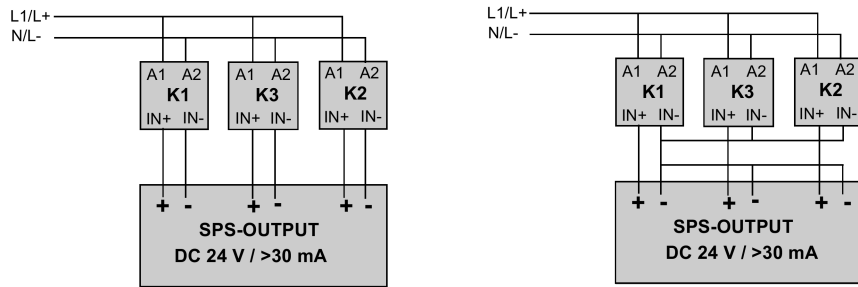 L1/L+
N/L-
A1 A2 A1 A2 A1 A2
K1 K3 K2
IN+ IN- IN+ IN- IN+ IN-
+ - + - + -
SPS-OUTPUT
DC 24 V / >30 mA
L1/L+
N/L-
A1 A2 A1 A2 A1 A2
K1 K3 K2
IN+ IN- IN+ IN- IN+ IN-
+ - + - + -
SPS-OUTPUT
DC 24 V / >30 mA